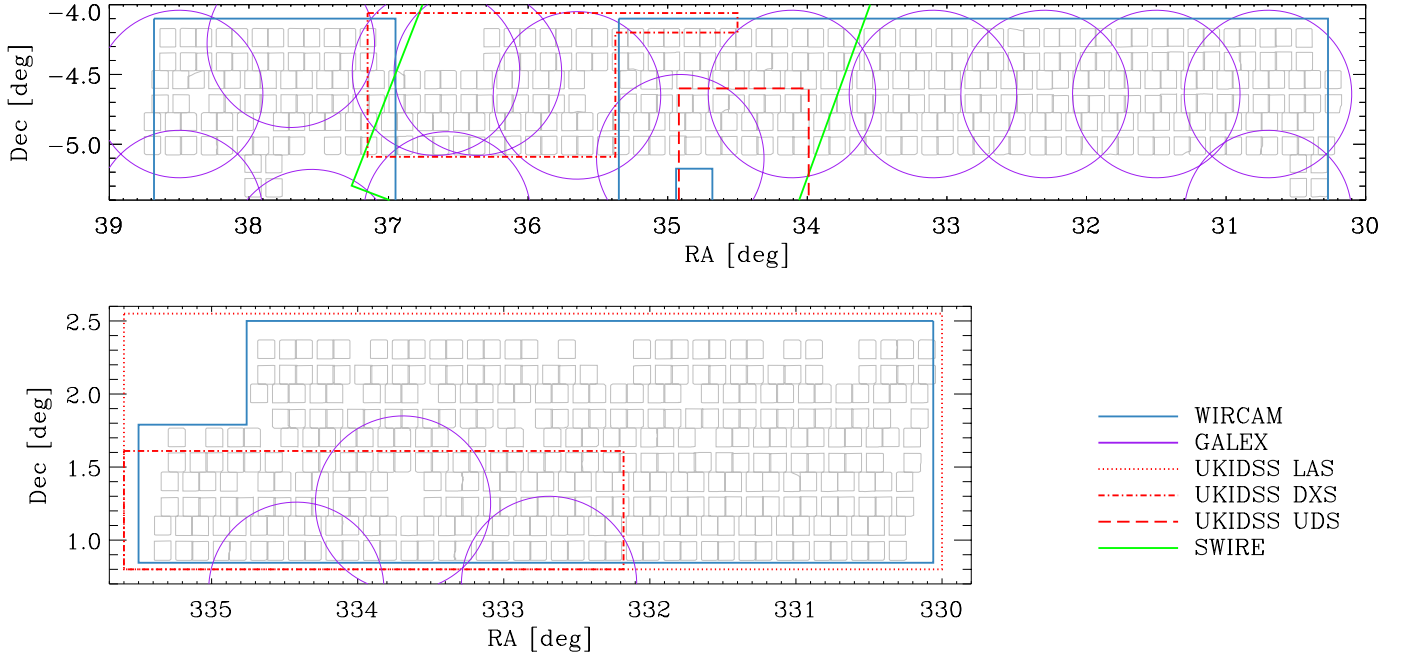 −4.0
−4.5
−5.0
Dec [deg]
39 38 37 36 35 34 33 32 31 30
RA [deg]
2.5
2.0
1.5
1.0
Dec [deg]
335 334 333 332 331 330
RA [deg]
WIRCAM
GALEX
UKIDSS LAS
UKIDSS DXS
UKIDSS UDS
SWIRE